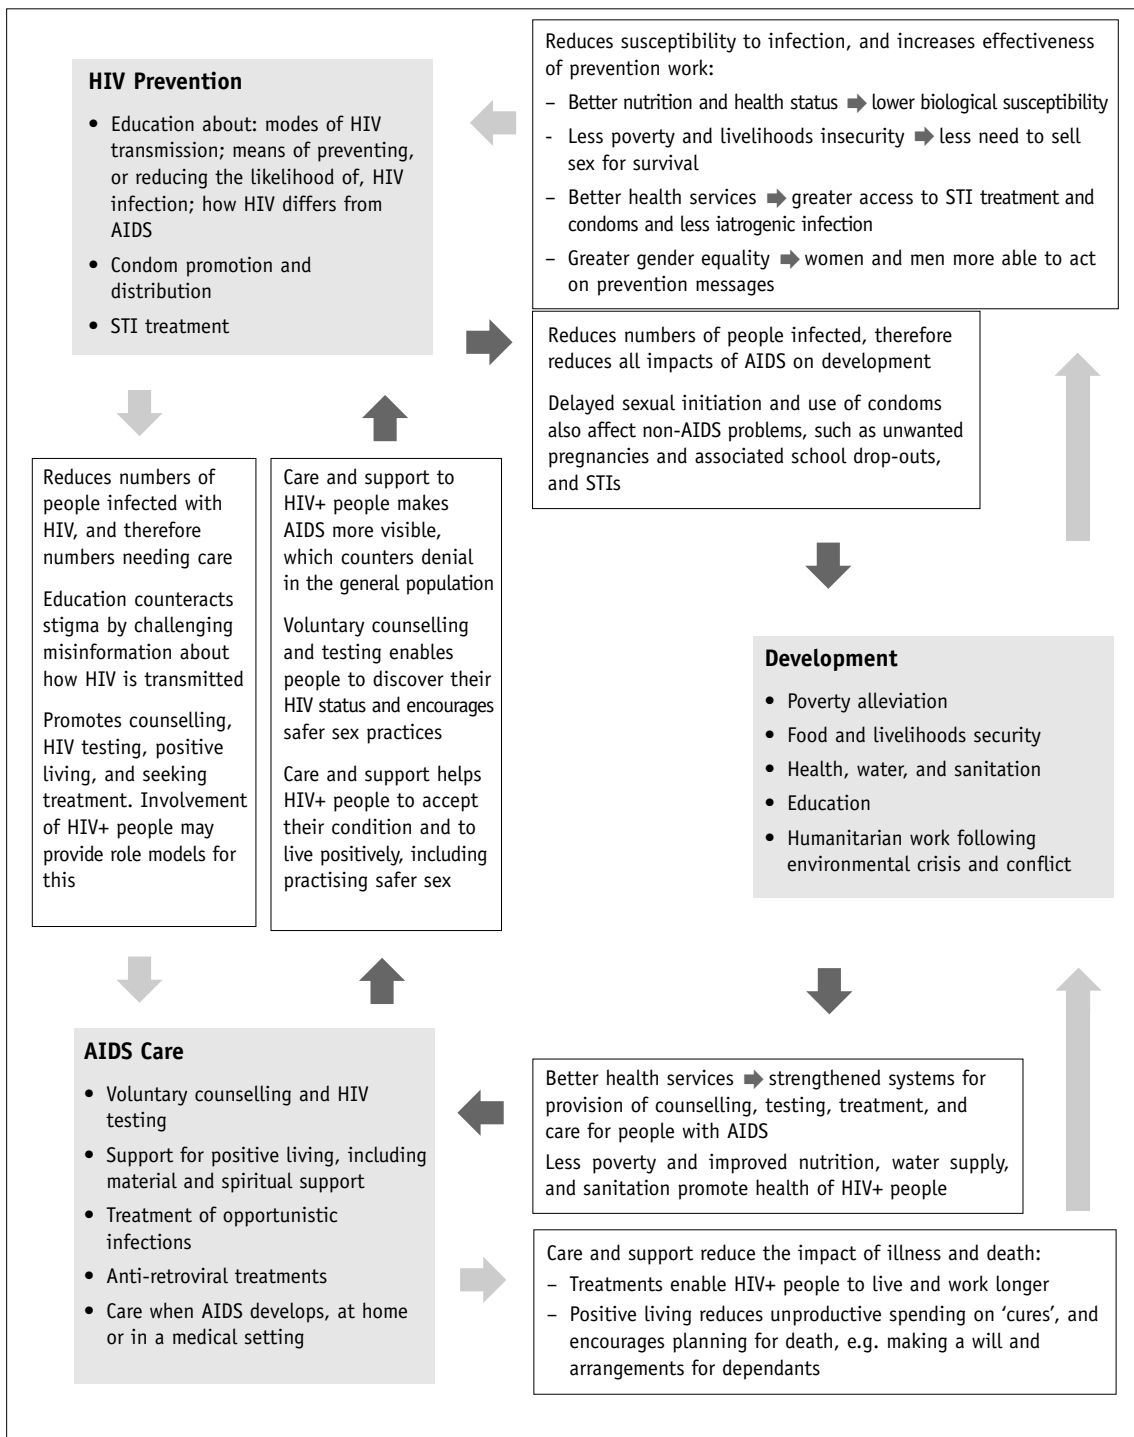 HIV Prevention
• Education about: modes of HIV
transmission; means of preventing,
or reducing the likelihood of, HIV
infection; how HIV differs from
AIDS
• Condom promotion and
distribution
• STI treatment
Reduces susceptibility to infection, and increases effectiveness
of prevention work:
– Better nutrition and health status ➡ lower biological susceptibility
- Less poverty and livelihoods insecurity ➡ less need to sell
sex for survival
– Better health services ➡ greater access to STI treatment and
condoms and less iatrogenic infection
– Greater gender equality ➡ women and men more able to act
on prevention messages
Reduces numbers of people infected, therefore
reduces all impacts of AIDS on development
Delayed sexual initiation and use of condoms
also affect non-AIDS problems, such as unwanted
pregnancies and associated school drop-outs,
and STIs
Reduces numbers of
people infected with
HIV, and therefore
numbers needing care
Education counteracts
stigma by challenging
misinformation about
how HIV is transmitted
Promotes counselling,
HIV testing, positive
living, and seeking
treatment. Involvement
of HIV+ people may
provide role models for
this
Care and support to
HIV+ people makes
AIDS more visible,
which counters denial
in the general population
Voluntary counselling
and testing enables
people to discover their
HIV status and encourages
safer sex practices
Care and support helps
HIV+ people to accept
their condition and to
live positively, including
practising safer sex
Development
• Poverty alleviation
• Food and livelihoods security
• Health, water, and sanitation
• Education
• Humanitarian work following
environmental crisis and conflict
AIDS Care
• Voluntary counselling and HIV
testing
• Support for positive living, including
material and spiritual support
• Treatment of opportunistic
infections
• Anti-retroviral treatments
• Care when AIDS develops, at home
or in a medical setting
Better health services ➡ strengthened systems for
provision of counselling, testing, treatment, and
care for people with AIDS
Less poverty and improved nutrition, water supply,
and sanitation promote health of HIV+ people
Care and support reduce the impact of illness and death:
– Treatments enable HIV+ people to live and work longer
– Positive living reduces unproductive spending on ‘cures’, and
encourages planning for death, e.g. making a will and
arrangements for dependants